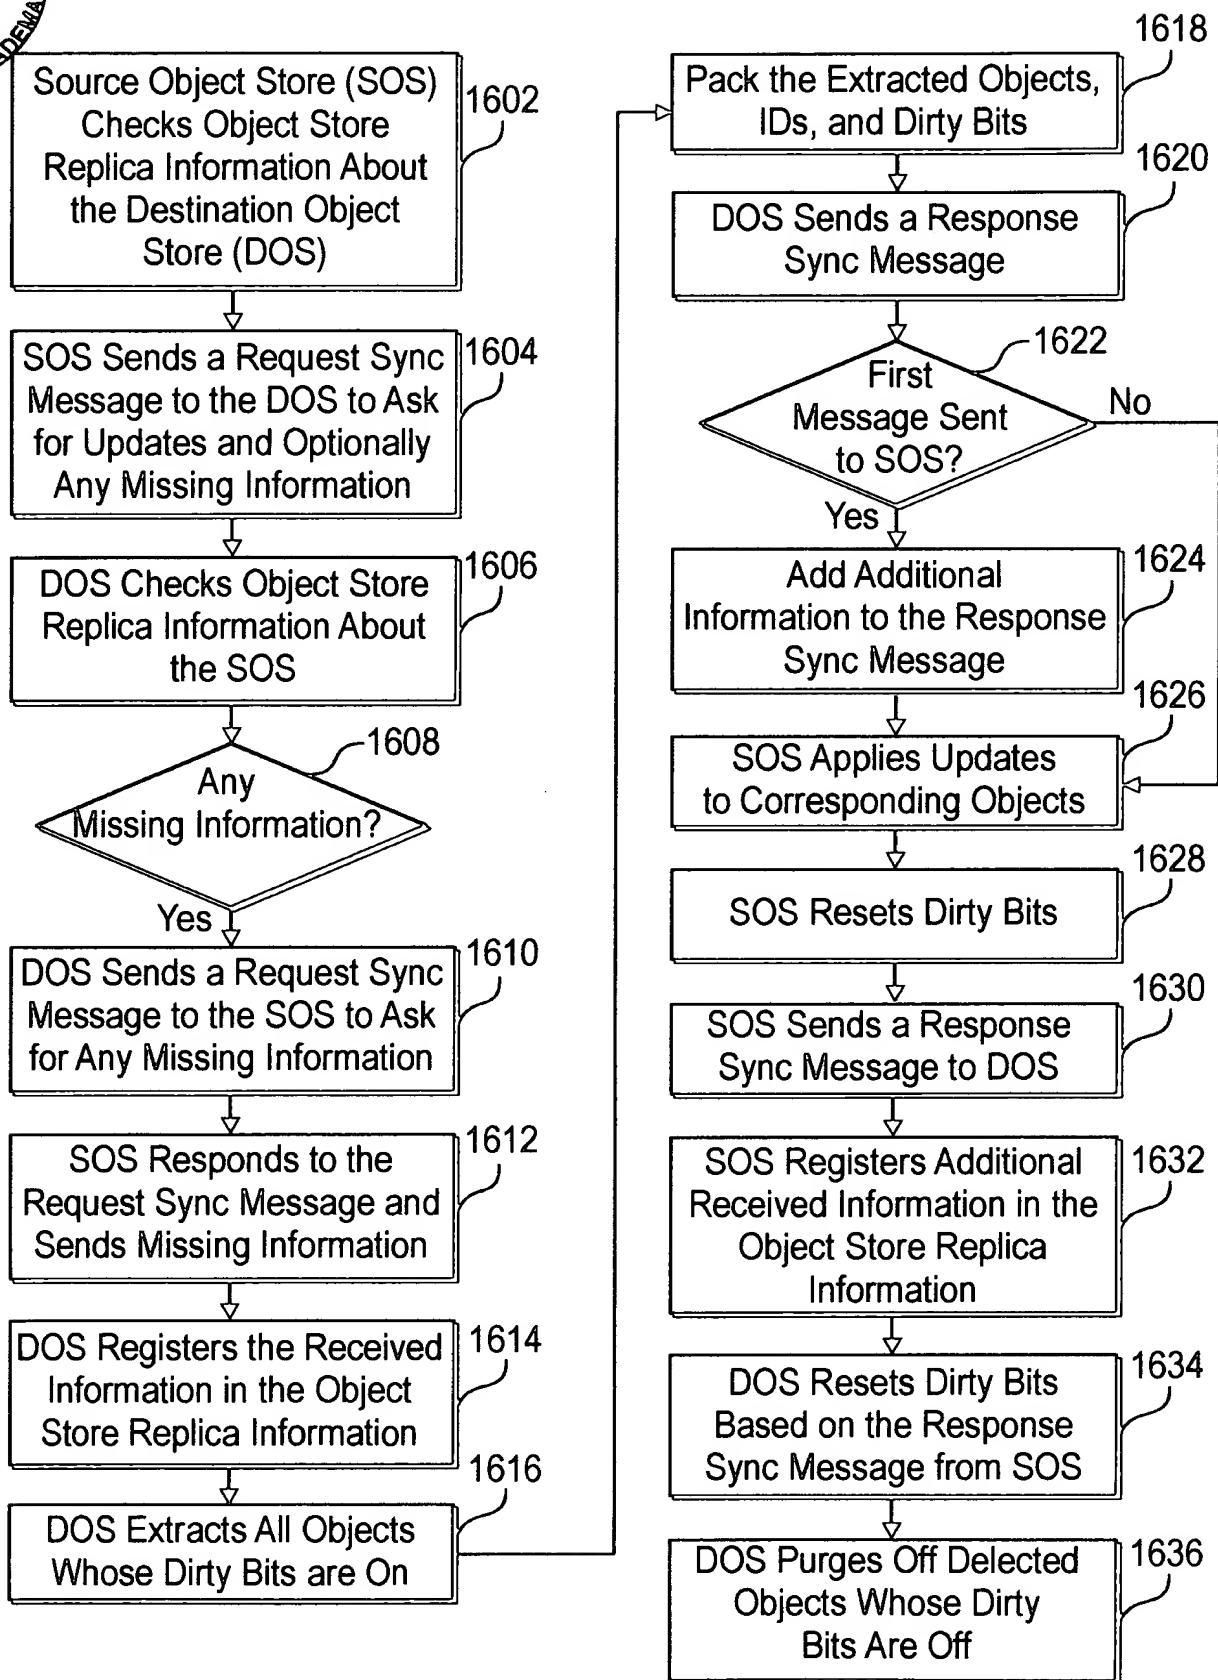 Source Object Store (SOS)
Checks Object Store
Replica Information About
the Destination Object
Store (DOS)
1602
SOS Sends a Request Sync
Message to the DOS to Ask
for Updates and Optionally
Any Missing Information
1604
DOS Checks Object Store
Replica Information About
the SOS
1606
Any
Missing Information?
1608
Yes
DOS Sends a Request Sync
Message to the SOS to Ask
for Any Missing Information
1610
SOS Responds to the
Request Sync Message and
Sends Missing Information
1612
DOS Registers the Received
Information in the Object
Store Replica Information
1614
DOS Extracts All Objects
Whose Dirty Bits are On
1616
Pack the Extracted Objects,
IDs, and Dirty Bits
1618
DOS Sends a Response
Sync Message
1620
First
Message Sent
to SOS?
1622
No
Yes
Add Additional
Information to the Response
Sync Message
1624
SOS Applies Updates
to Corresponding Objects
1626
SOS Resets Dirty Bits
1628
SOS Sends a Response
Sync Message to DOS
1630
SOS Registers Additional
Received Information in the
Object Store Replica
Information
1632
DOS Resets Dirty Bits
Based on the Response
Sync Message from SOS
1634
DOS Purges Off Delected
Objects Whose Dirty
Bits Are Off
1636